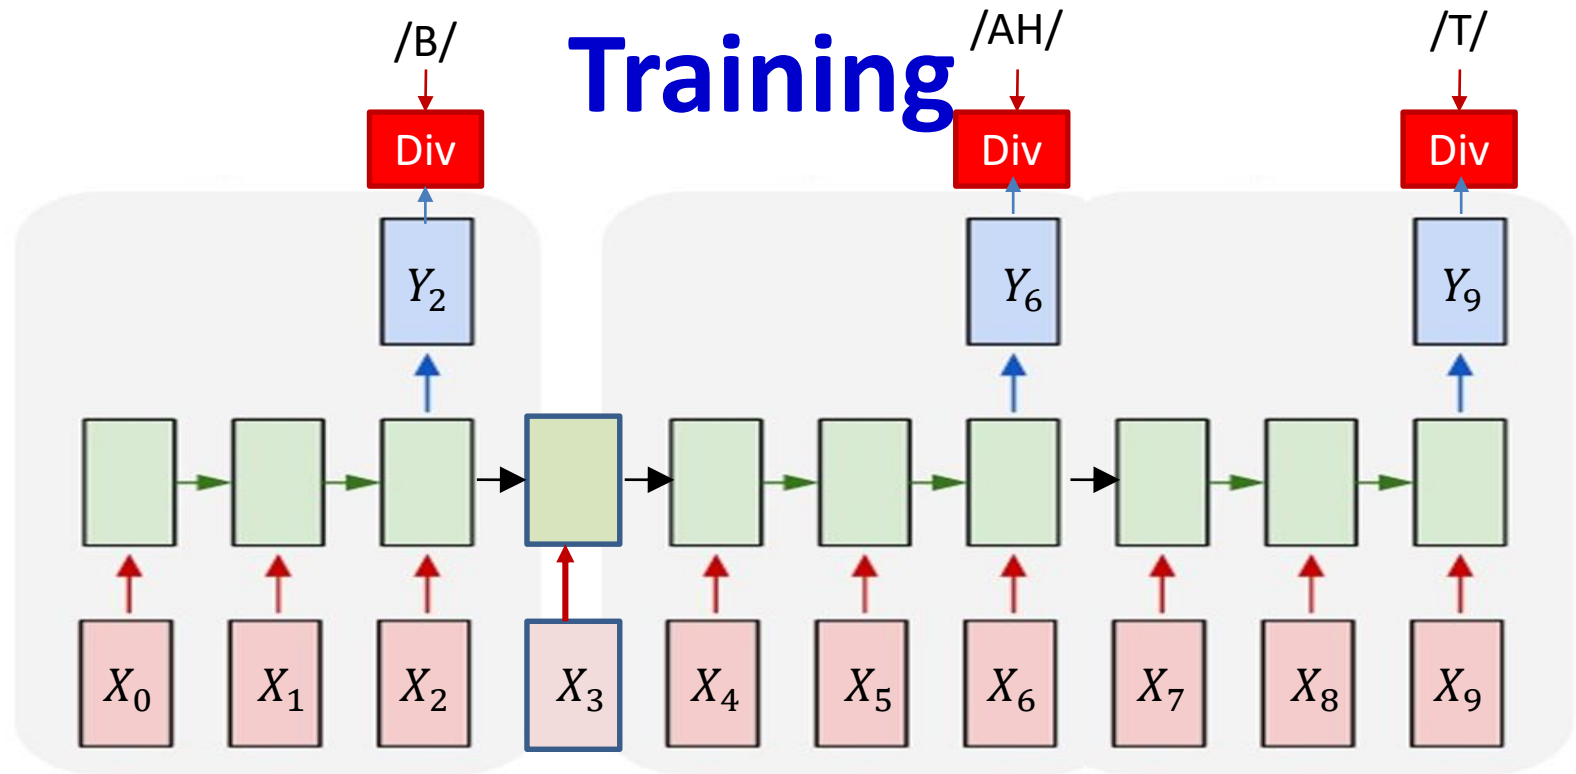 Training
/B/
/AH/
/T/
Div
Div
Div
Y₂
Y₆
Y₉
X₀
X₁
X₂
X₃
X₄
X₅
X₆
X₇
X₈
X₉